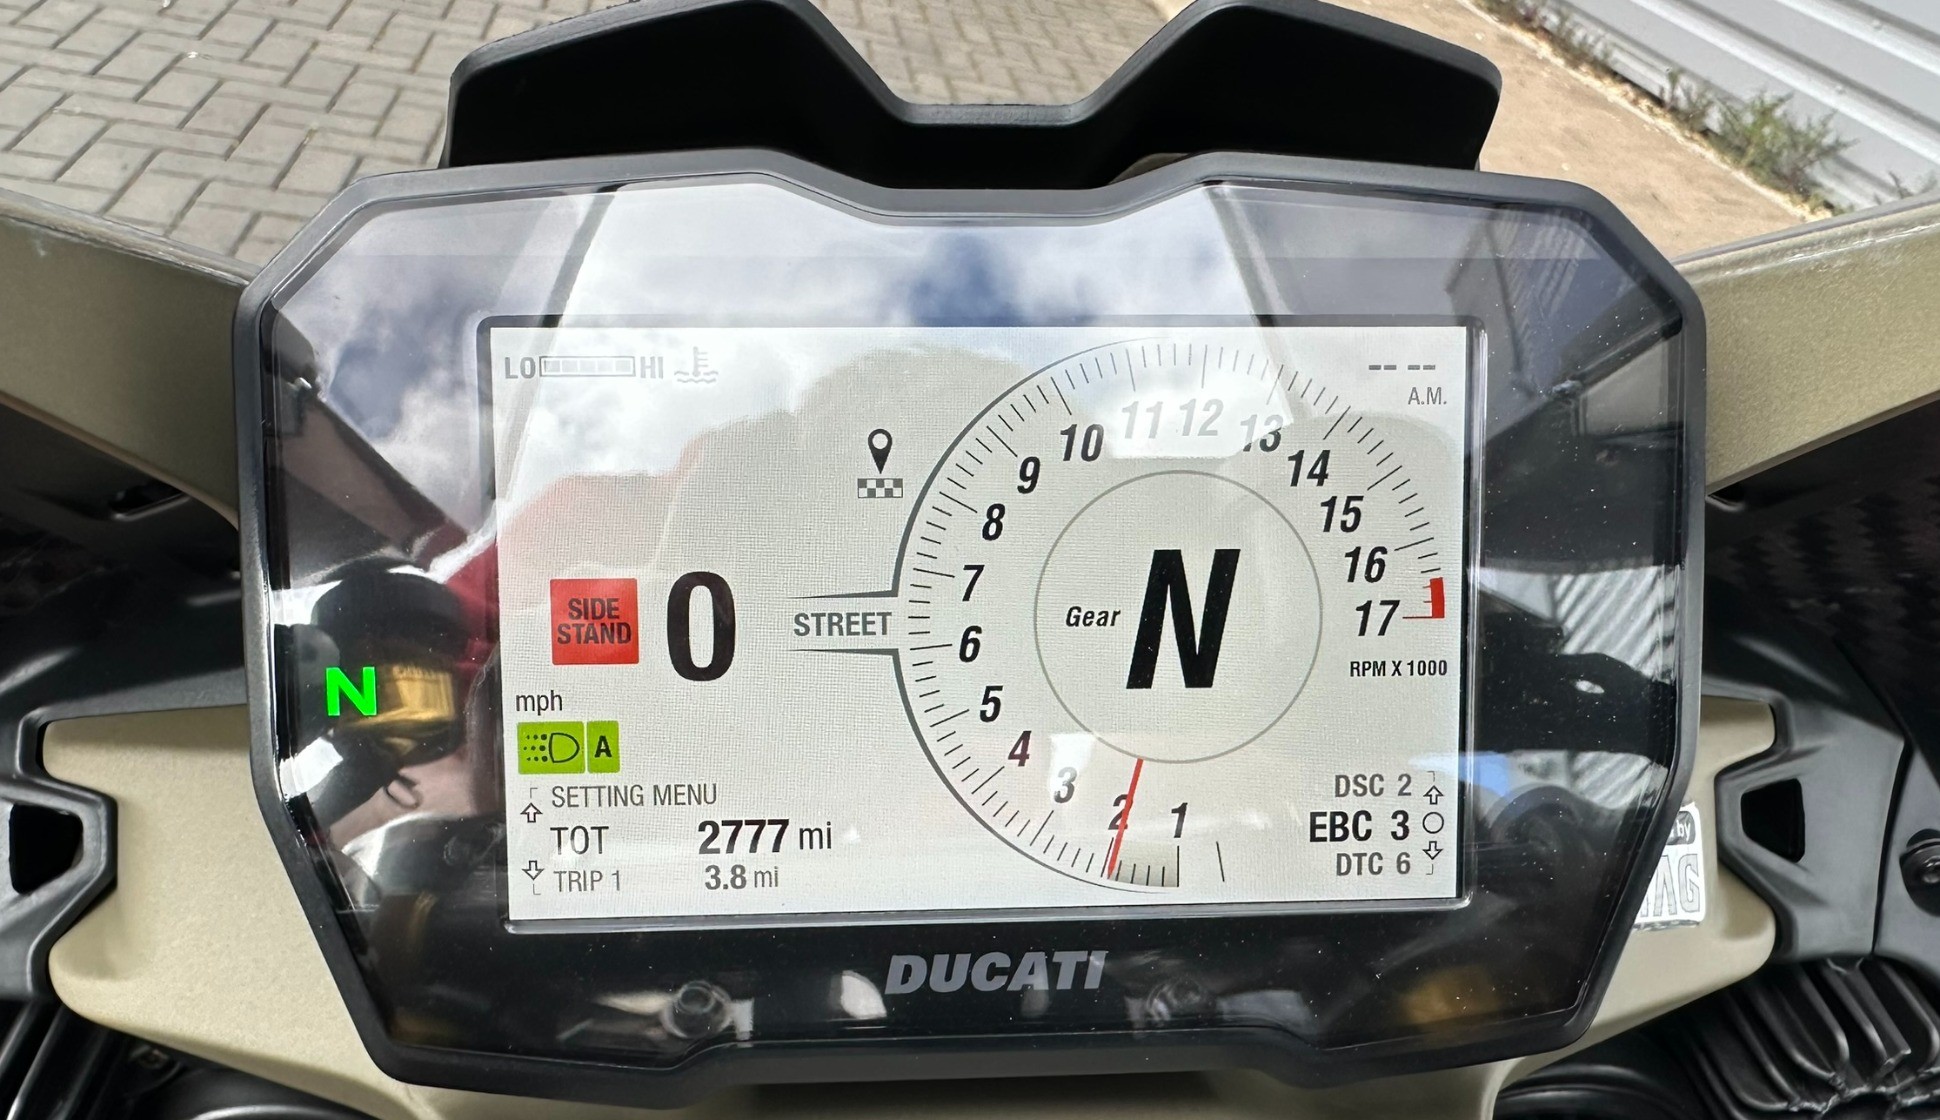 LO HI
-- --
A.M.
10 11 12 13
9 14
8 15
7 16
SIDE
STAND
0
STREET
6
Gear N
17
RPM X 1000
N
mph
5
A
4
3
2
1
SETTING MENU
TOT 2777 mi
TRIP 1 3.8 mi
DSC 2
EBC 3
DTC 6
by
DUCATI